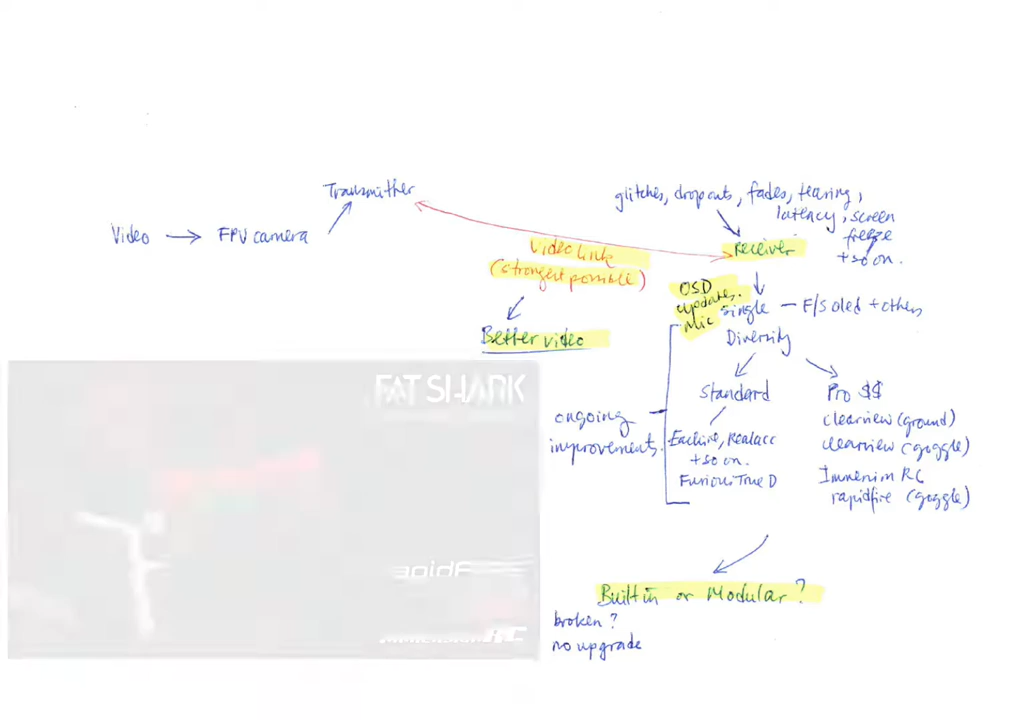 Transmitter
glitches, dropouts, fades, tearing,
latency, screen
freeze
+ so on.
Video → FPV camera
Video link
(strongest possible)
receiver
OSD
updates.
Mic
single – F/S oled + others
Diversity
Better video
FAT SHARK
Standard
Pro $$
ongoing
improvements.
Eachine, Realacc
+ so on.
Furious True D
clearview (ground)
clearview (goggle)
Immersion RC
rapidfire (goggle)
Built in or Modular?
broken?
no upgrade
RC